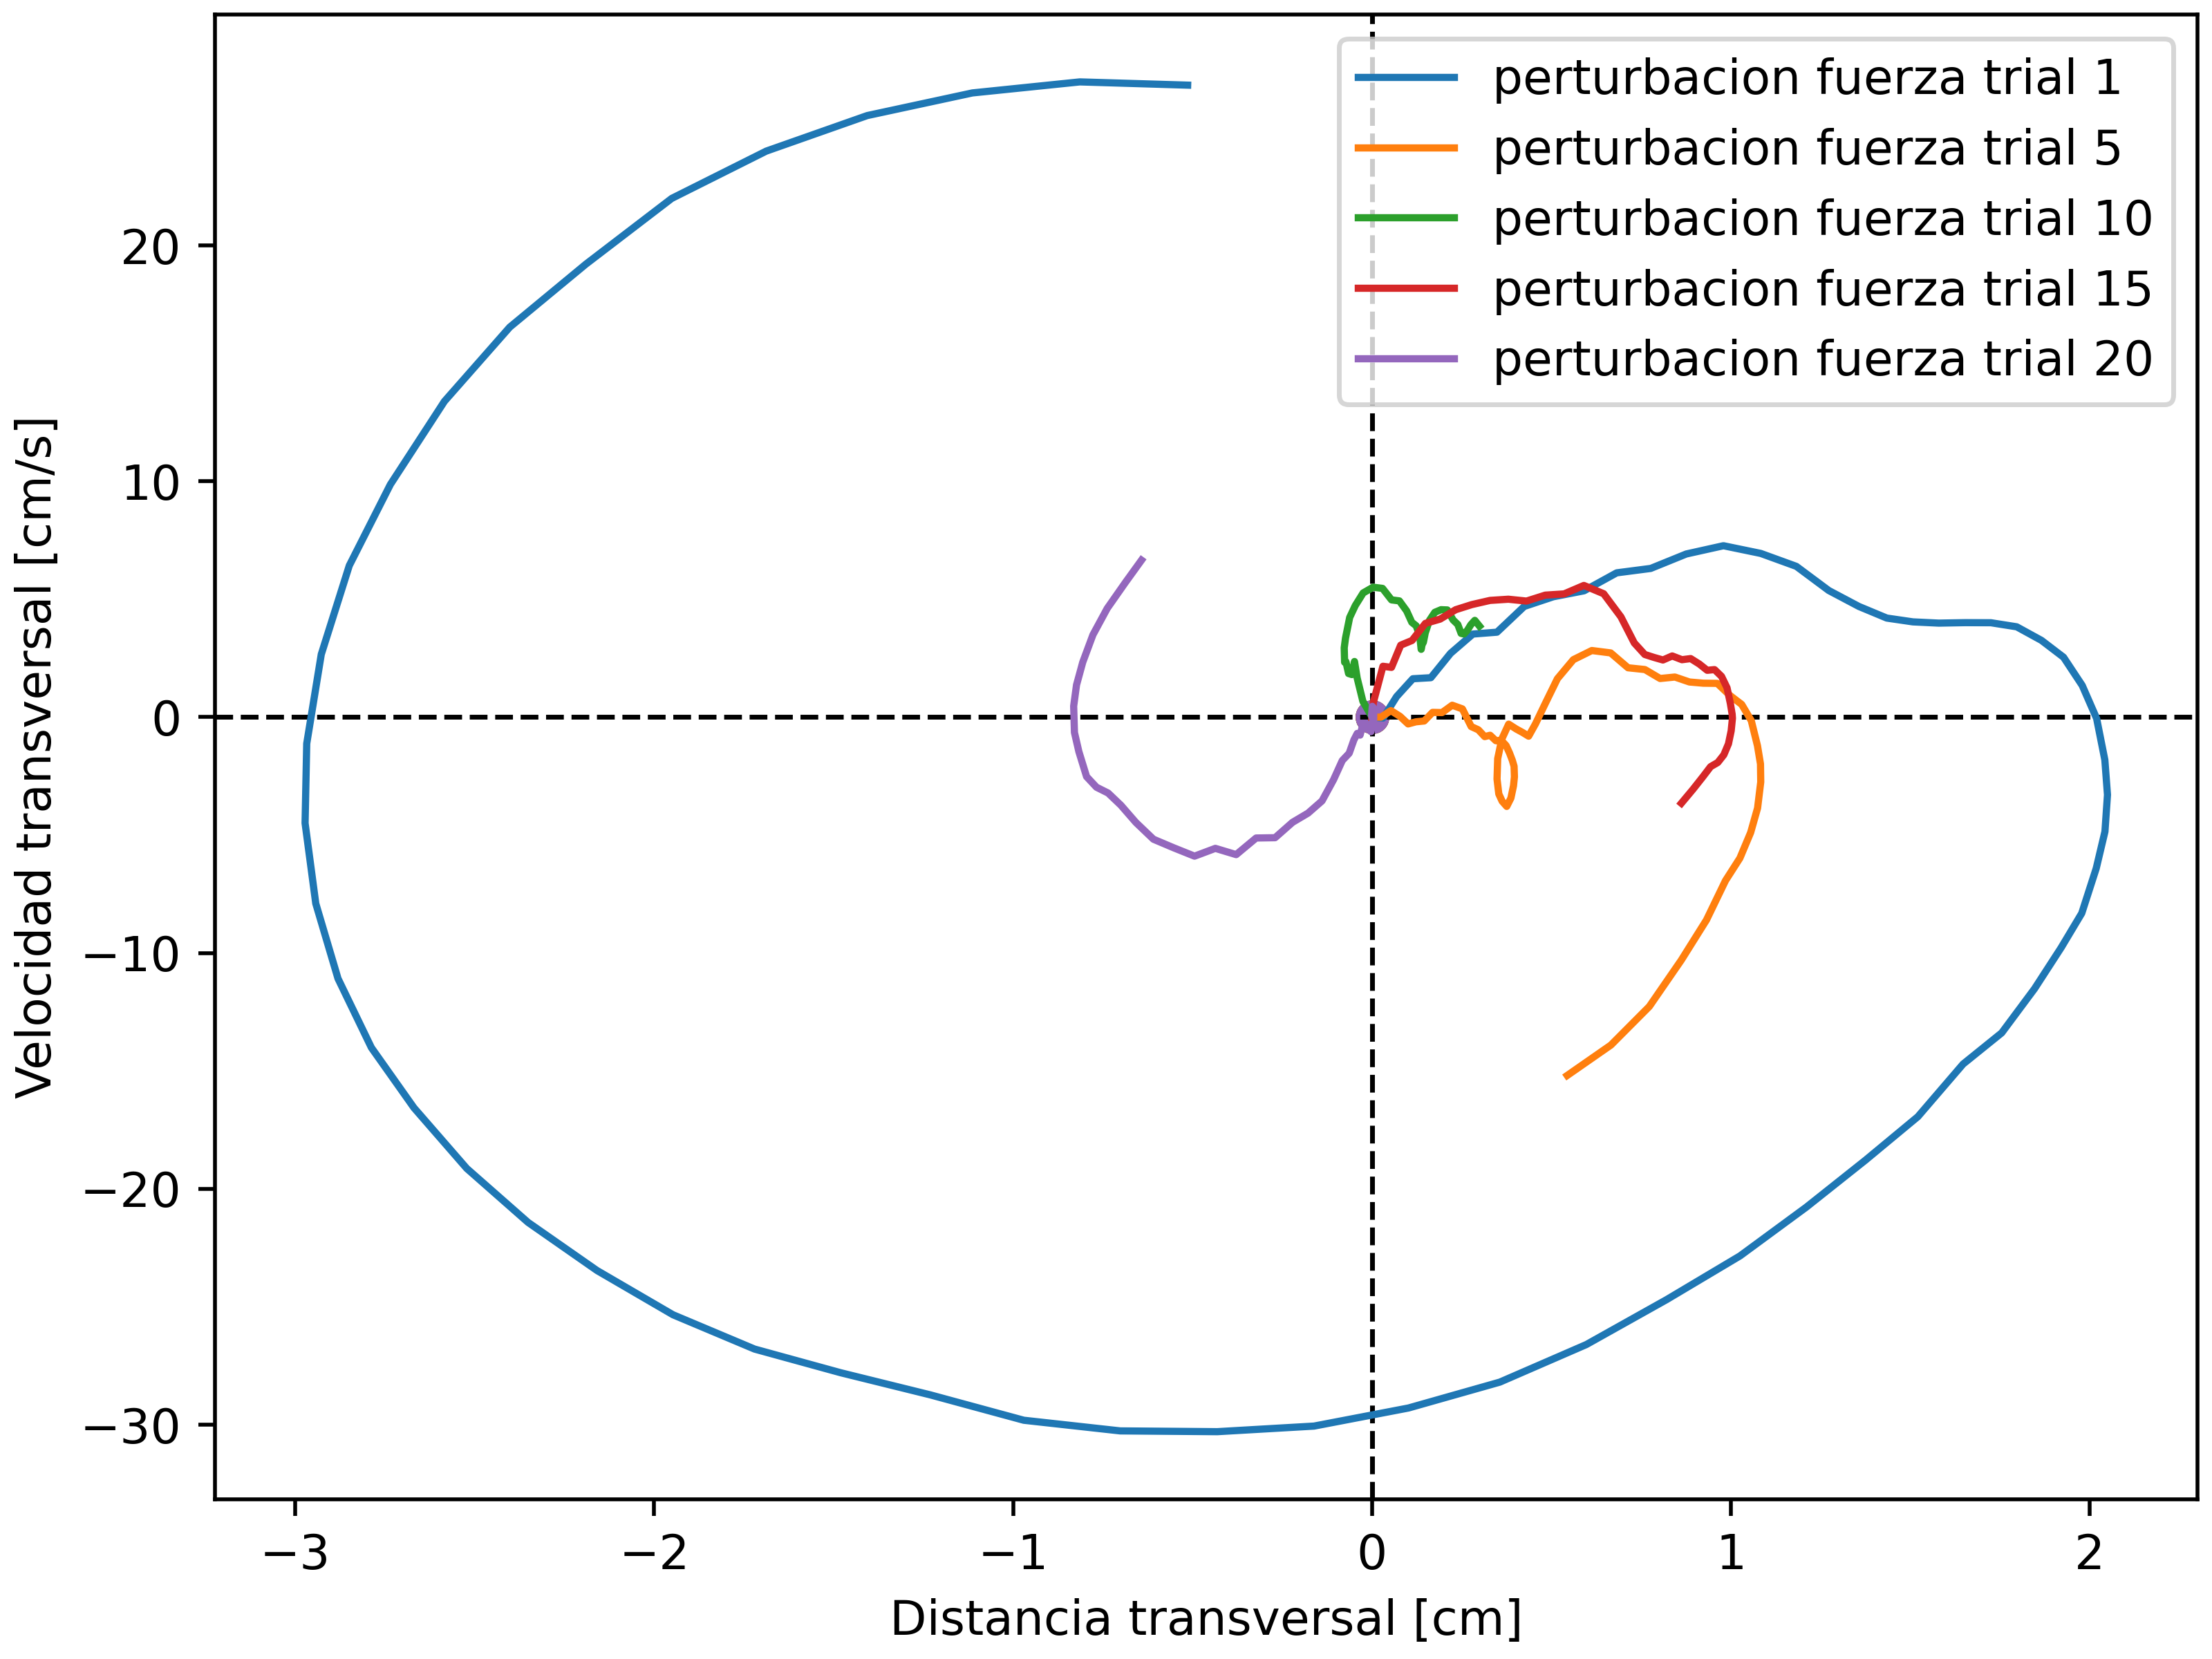 perturbacion fuerza trial 1
perturbacion fuerza trial 5
perturbacion fuerza trial 10
perturbacion fuerza trial 15
perturbacion fuerza trial 20
Velocidad transversal [cm/s]
20
10
0
−10
−20
−30
−3 −2 −1 0 1 2
Distancia transversal [cm]